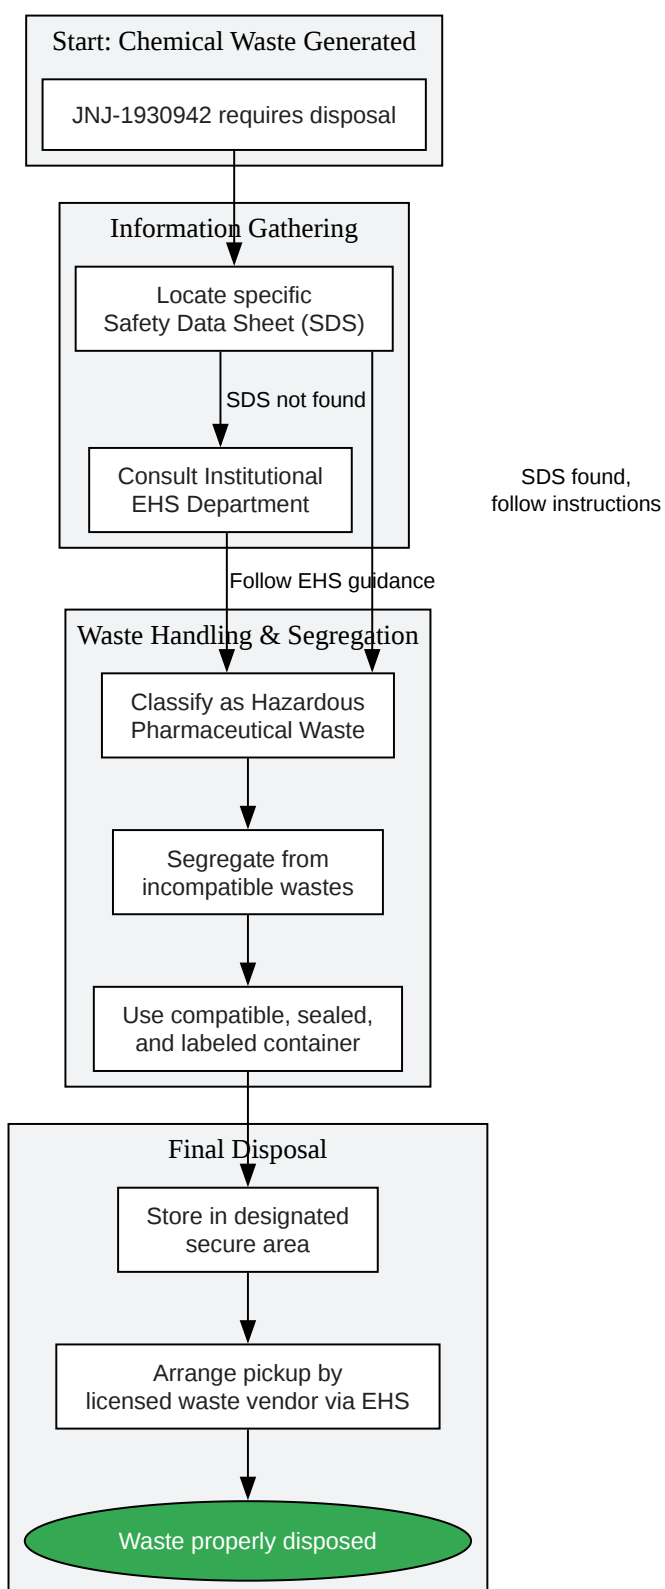 Start: Chemical Waste Generated
JNJ-1930942 requires disposal
Information Gathering
Locate specific
Safety Data Sheet (SDS)
SDS not found
Consult Institutional
EHS Department
SDS found,
follow instructions
Follow EHS guidance
Waste Handling & Segregation
Classify as Hazardous
Pharmaceutical Waste
Segregate from
incompatible wastes
Use compatible, sealed,
and labeled container
Final Disposal
Store in designated
secure area
Arrange pickup by
licensed waste vendor via EHS
Waste properly disposed